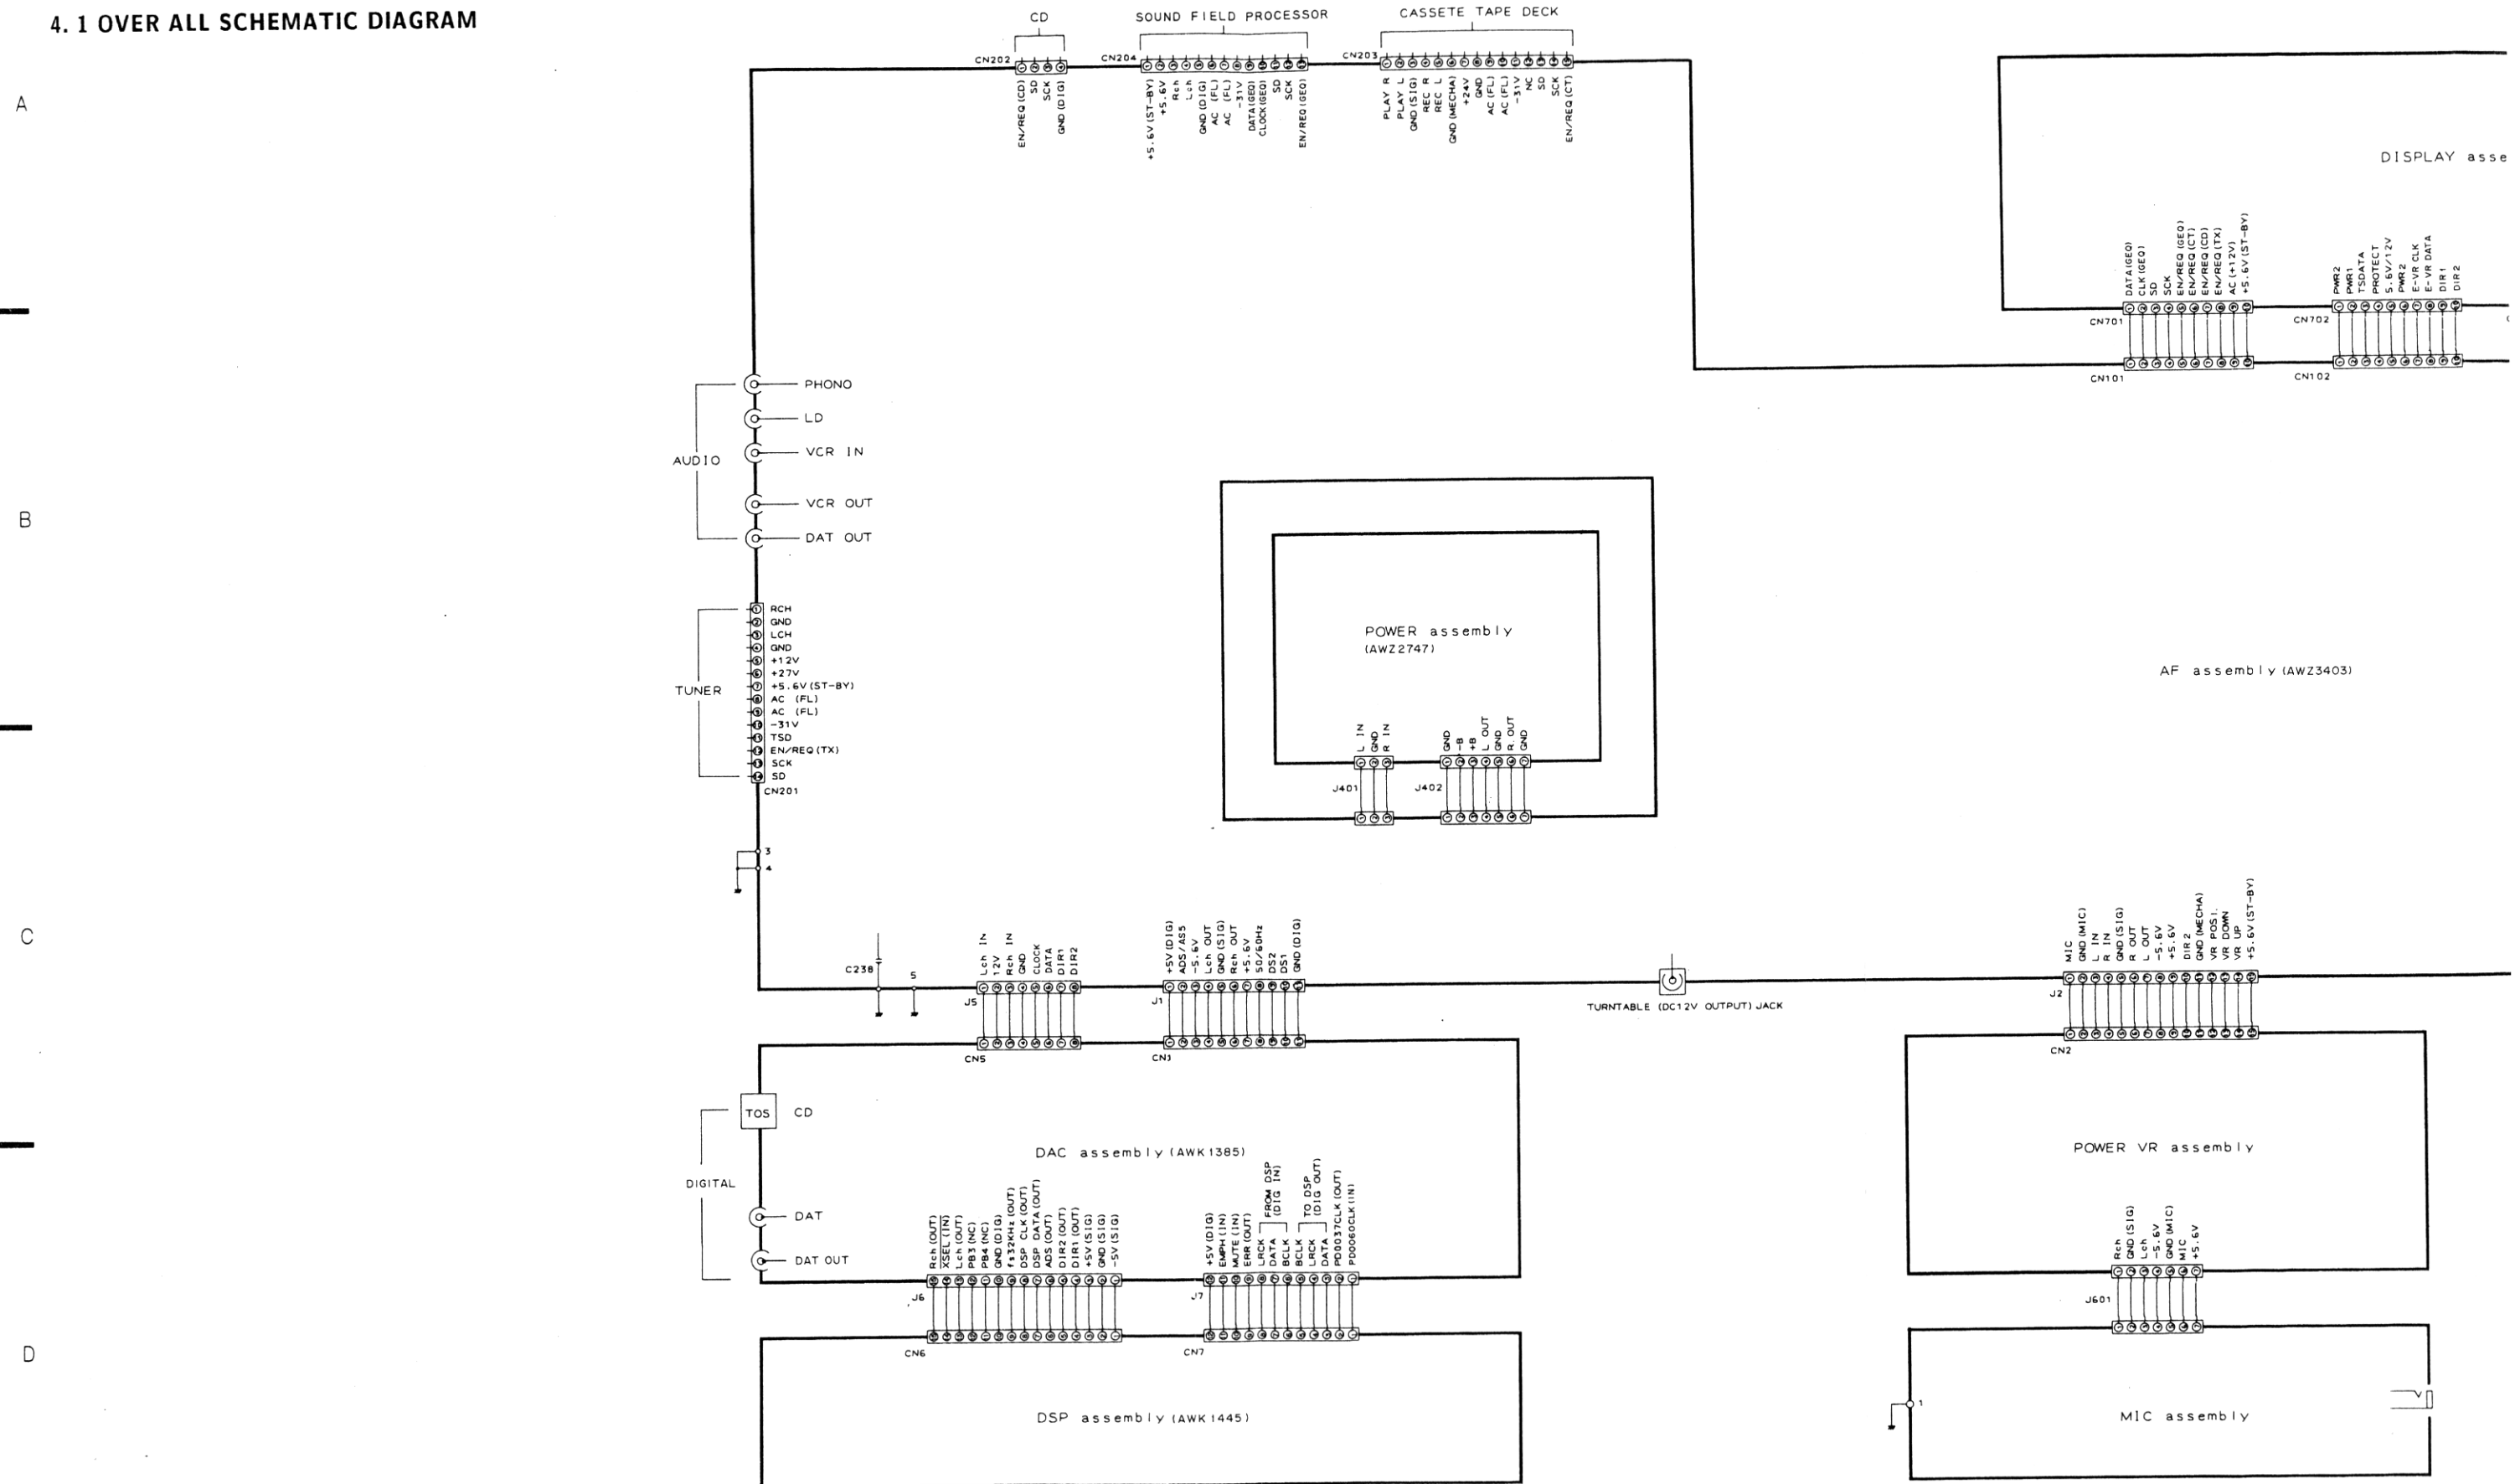 4. 1 OVER ALL SCHEMATIC DIAGRAM
A
B
C
D
CD
SOUND FIELD PROCESSOR
CASSETE TAPE DECK
CN202
EN/REQ(CD)
SD
SCK
GND (DIG)
CN204
+5.6V(ST-BY)
+5.6V
Rch
Lch
GND(DIG)
AC (FL)
AC (FL)
-31V
DATA(GEQ)
CLOCK(GEQ)
SD
SCK
EN/REQ(GEQ)
CN203
PLAY R
PLAY L
GND(SIG)
REC R
REC L
GND(MECHA)
+24V
GND
AC(FL)
AC(FL)
-31V
NC
SD
SCK
EN/REQ(CT)
DISPLAY asse
DATA(GEQ)
CLK(GEQ)
SD
SCK
EN/REQ(GEQ)
EN/REQ(CT)
EN/REQ(CD)
EN/REQ(TX)
AC(+12V)
+5.6V(ST-BY)
PWR2
PWR1
TSDATA
PROTECT
5.6V/12V
PWR2
E-VR CLK
E-VR DATA
DIR1
DIR2
CN701
CN702
CN101
CN102
AUDIO
PHONO
LD
VCR IN
VCR OUT
DAT OUT
TUNER
1 RCH
2 GND
3 LCH
4 GND
5 +12V
6 +27V
7 +5.6V(ST-BY)
8 AC (FL)
9 AC (FL)
10 -31V
11 TSD
12 EN/REQ(TX)
13 SCK
14 SD
CN201
3
4
POWER assembly
(AWZ2747)
L IN
GND
R IN
GND
-B
+B
L OUT
GND
R OUT
GND
J401
J402
AF assembly (AWZ3403)
C238
5
Lch IN
12V
Rch IN
GND
CLOCK
DATA
DIR1
DIR2
J5
+5V(DIG)
ADS/AS5
-5.6V
Lch OUT
GND(SIG)
Rch OUT
+5.6V
50/60Hz
DS2
DS1
GND(DIG)
J1
TURNTABLE (DC12V OUTPUT) JACK
MIC
GND(MIC)
L IN
R IN
GND(SIG)
R OUT
L OUT
-5.6V
+5.6V
DIR2
GND(MECHA)
VR POSI.
VR DOWN
VR UP
+5.6V(ST-BY)
J2
CN5
CN1
CN2
DIGITAL
TOS CD
DAT
DAT OUT
DAC assembly (AWK1385)
Rch(OUT)
XSEL(IN)
Lch(OUT)
PB3(NC)
PB4(NC)
GND(DIG)
fs32KHz(OUT)
DSP CLK(OUT)
DSP DATA(OUT)
ADS(OUT)
DIR2(OUT)
DIR1(OUT)
+5V(SIG)
GND(SIG)
-5V(SIG)
J6
+5V(DIG)
EMPH(IN)
MUTE(IN)
ERR(OUT)
LRCK
DATA
BCLK
FROM DSP
(DIG IN)
BCLK
LRCK
DATA
TO DSP
(DIG OUT)
PD0037CLK(OUT)
PD0060CLK(IN)
J7
CN6
CN7
DSP assembly (AWK1445)
POWER VR assembly
Rch
GND(SIG)
Lch
-5.6V
GND(MIC)
MIC
+5.6V
J601
1
MIC assembly